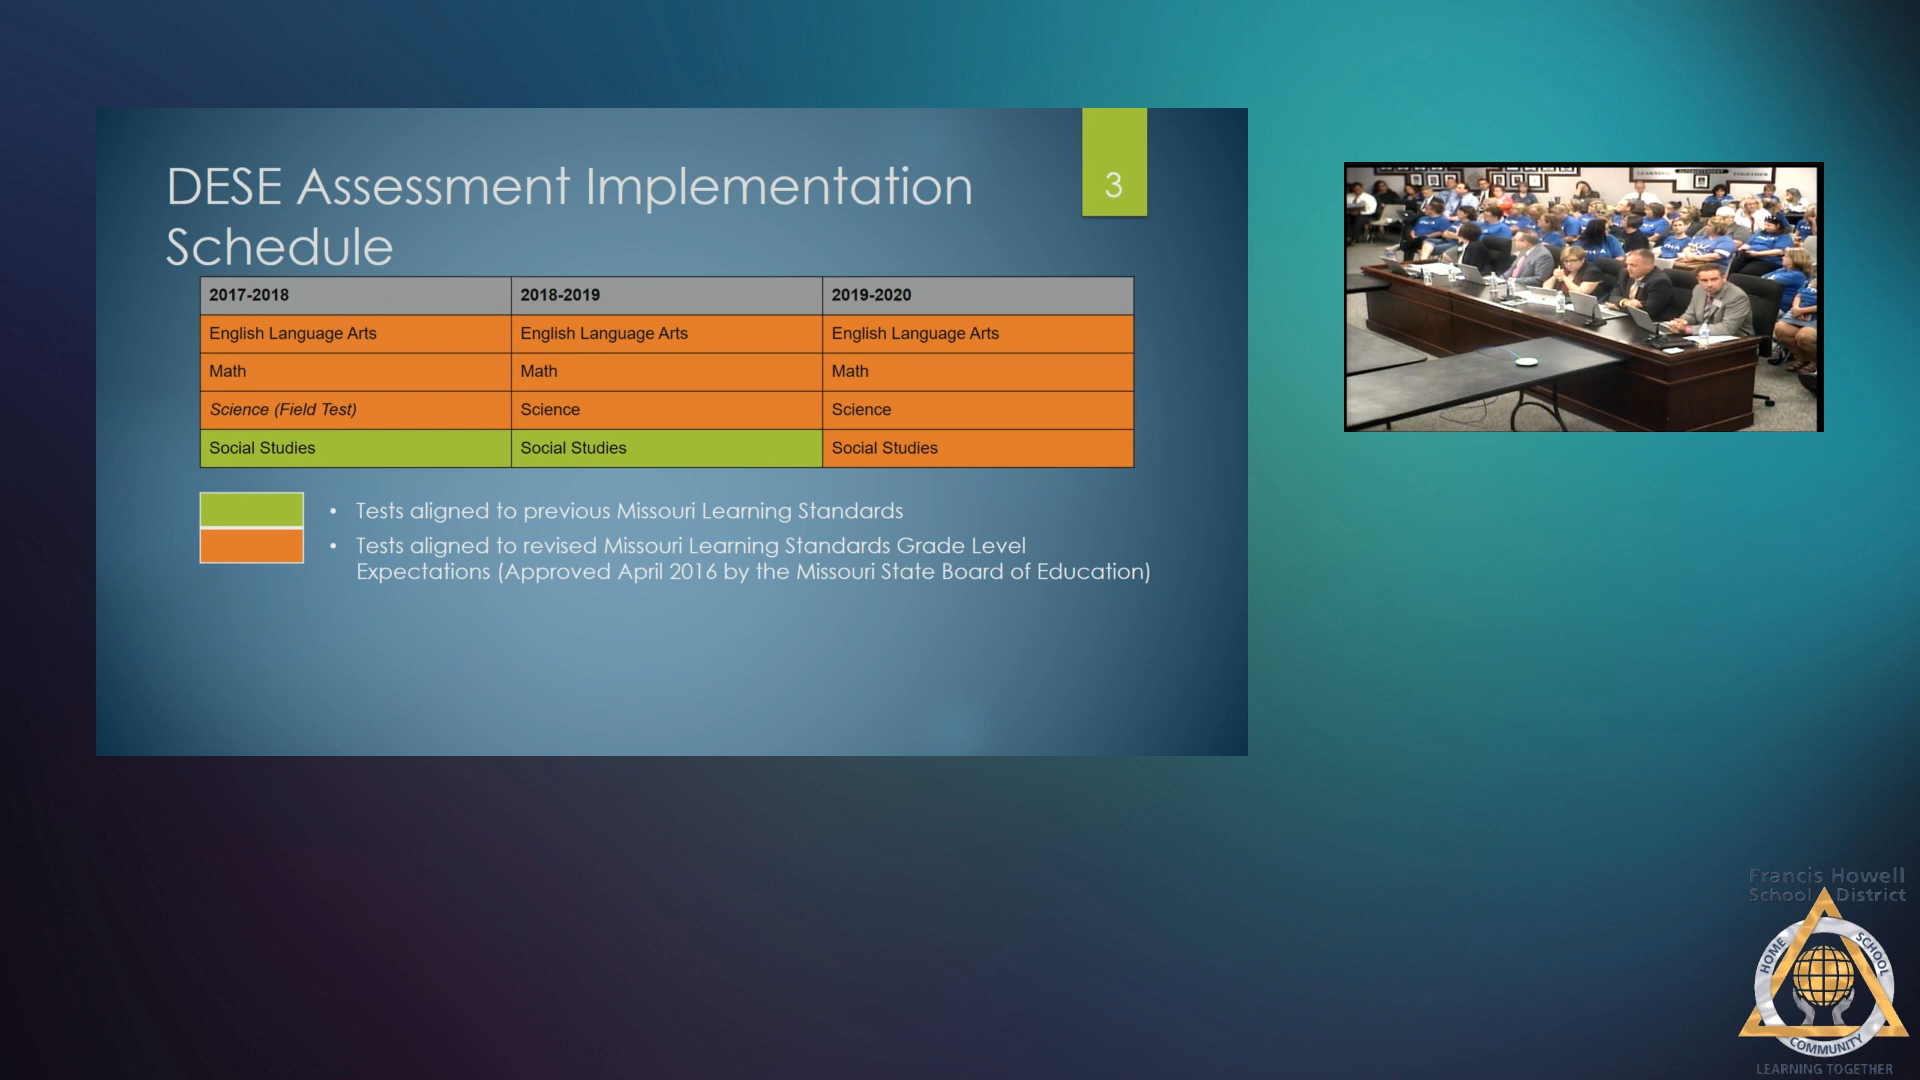 DESE Assessment Implementation
Schedule
3
2017-2018 2018-2019 2019-2020
English Language Arts English Language Arts English Language Arts
Math Math Math
Science (Field Test) Science Science
Social Studies Social Studies Social Studies
• Tests aligned to previous Missouri Learning Standards
• Tests aligned to revised Missouri Learning Standards Grade Level
Expectations (Approved April 2016 by the Missouri State Board of Education)
LEARNING TOGETHER
Francis Howell
School District
HOME SCHOOL
COMMUNITY
LEARNING TOGETHER